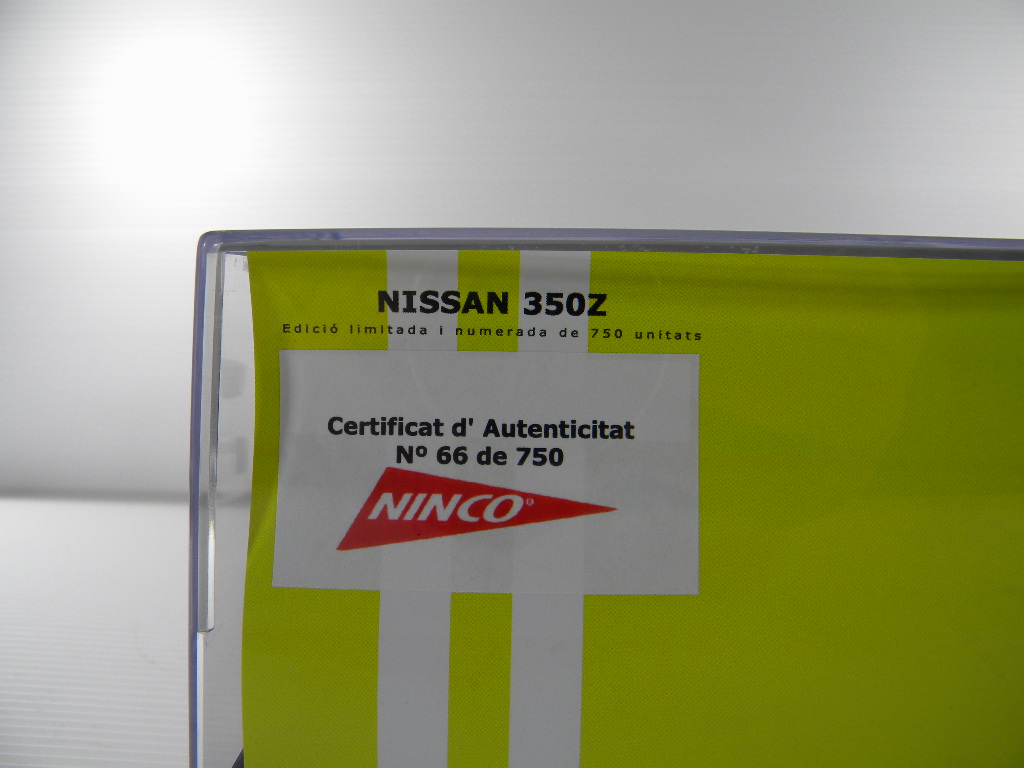 NISSAN 350Z
Edició limitada i numerada de 750 unitats
Certificat d' Autenticitat
Nº 66 de 750
NINCO®